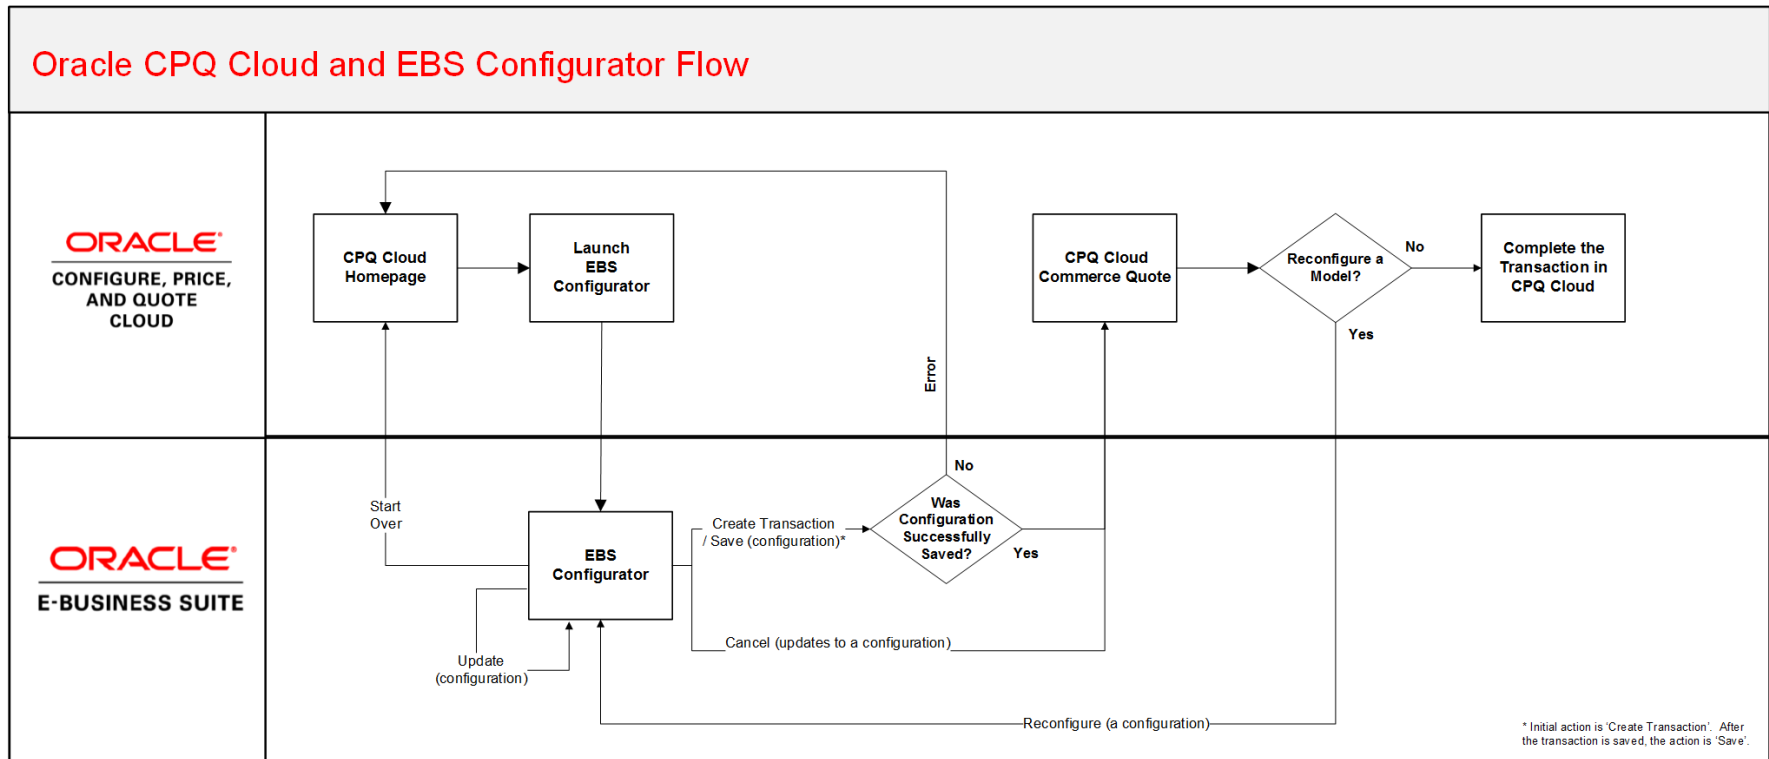 Oracle CPQ Cloud and EBS Configurator Flow
ORACLE®
CONFIGURE, PRICE,
AND QUOTE
CLOUD
CPQ Cloud
Homepage
Launch
EBS
Configurator
CPQ Cloud
Commerce Quote
Reconfigure a
Model?
No
Complete the
Transaction in
CPQ Cloud
Yes
Error
ORACLE®
E-BUSINESS SUITE
Start
Over
EBS
Configurator
Create Transaction
/ Save (configuration)*
No
Was
Configuration
Successfully
Saved?
Yes
Cancel (updates to a configuration)
Update
(configuration)
Reconfigure (a configuration)
* Initial action is 'Create Transaction'. After
the transaction is saved, the action is 'Save'.